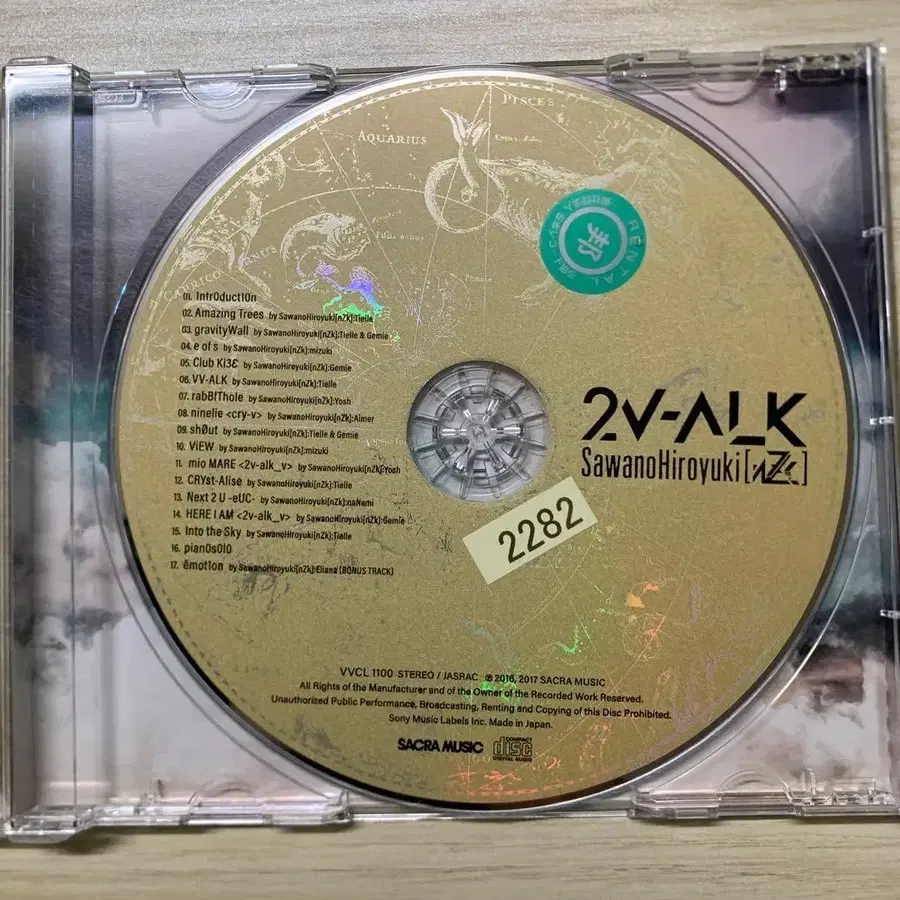 PISCES
AQUARIUS
RENTAL
邦
01. Intr0duct10n
02. Amazing Trees by SawanoHiroyuki[nZk]:Tielle
03. gravityWall by SawanoHiroyuki[nZk]:Tielle & Gemie
04. e of s by SawanoHiroyuki[nZk]:mizuki
05. Club Ki3Ɛ by SawanoHiroyuki[nZk]:Gemie
06. VV-ALK by SawanoHiroyuki[nZk]:Tielle
07. rabB!Thole by SawanoHiroyuki[nZk]:Yosh
08. ninelie <cry-v> by SawanoHiroyuki[nZk]:Aimer
09. shØut by SawanoHiroyuki[nZk]:Tielle & Gemie
10. ViEW by SawanoHiroyuki[nZk]:mizuki
11. mio MARE <2v-alk_v> by SawanoHiroyuki[nZk]:Yosh
12. CRYst-Alise by SawanoHiroyuki[nZk]:Tielle
13. Next 2 U -eUC- by SawanoHiroyuki[nZk]:naNami
14. HERE I AM <2v-alk_v> by SawanoHiroyuki[nZk]:Gemie
15. Into the Sky by SawanoHiroyuki[nZk]:Tielle
16. pian0s0l0
17. ëmot1on by SawanoHiroyuki[nZk]:Eliana (BONUS TRACK)
2V-ALK
SawanoHiroyuki[nZk]
2282
VVCL 1100 STEREO / JASRAC ℗ 2016, 2017 SACRA MUSIC
All Rights of the Manufacturer and of the Owner of the Recorded Work Reserved.
Unauthorized Public Performance, Broadcasting, Renting and Copying of this Disc Prohibited.
Sony Music Labels Inc. Made in Japan.
SACRA MUSIC
COMPACT
disc
DIGITAL AUDIO